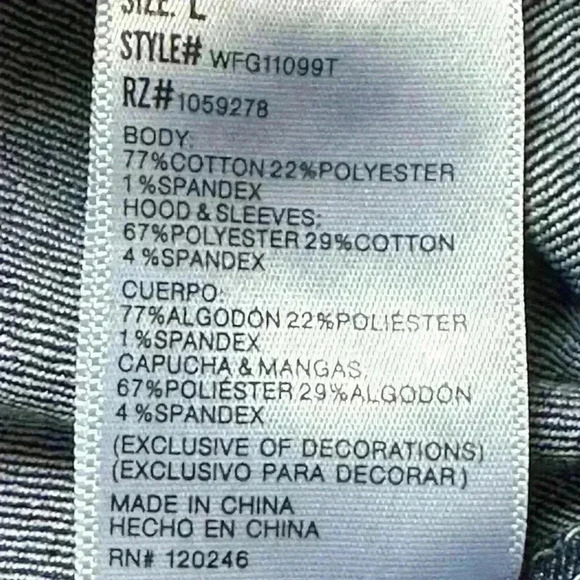 SIZE: L
STYLE# WFG11099T
RZ#1059278
BODY:
77%COTTON 22%POLYESTER
1%SPANDEX
HOOD & SLEEVES:
67%POLYESTER 29%COTTON
4%SPANDEX
CUERPO:
77%ALGODÓN 22%POLIÉSTER
1%SPANDEX
CAPUCHA & MANGAS:
67%POLIÉSTER 29%ALGODÓN
4%SPANDEX
(EXCLUSIVE OF DECORATIONS)
(EXCLUSIVO PARA DECORAR)
MADE IN CHINA
HECHO EN CHINA
RN# 120246